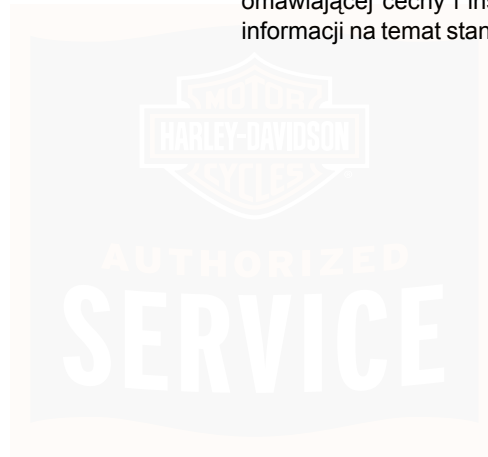 omawiającej cechy i
informacji na temat
MOTOR
HARLEY-DAVIDSON
CYCLES
AUTHORIZED
SERVICE